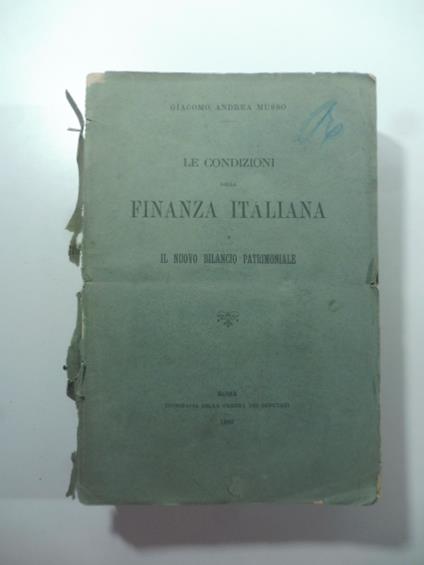 GIACOMO ANDREA MUSSO
LE CONDIZIONI
DELLA
FINANZA ITALIANA
E
IL NUOVO BILANCIO PATRIMONIALE
ROMA
TIPOGRAFIA DELLA CAMERA DEI DEPUTATI